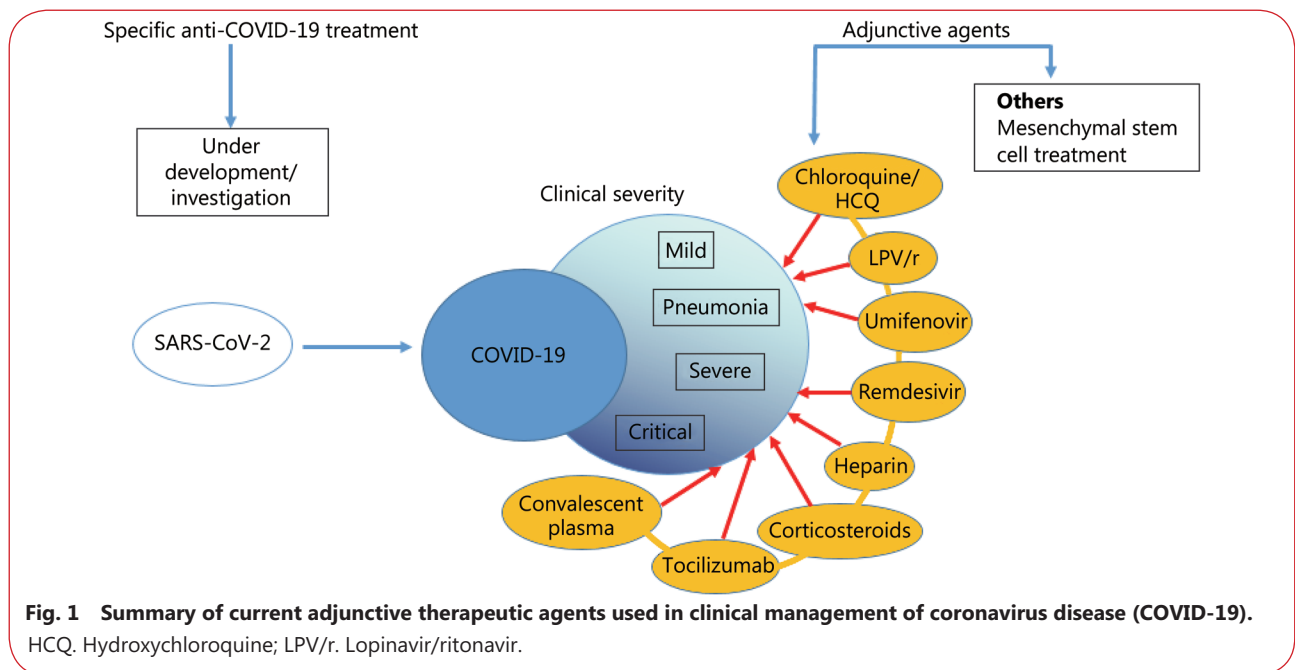 Specific anti-COVID-19 treatment
Adjunctive agents
Under
development/
investigation
Others
Mesenchymal stem
cell treatment
Clinical severity
Chloroquine/
HCQ
Mild
LPV/r
Pneumonia
Umifenovir
SARS-CoV-2
COVID-19
Severe
Remdesivir
Critical
Heparin
Convalescent
plasma
Corticosteroids
Tocilizumab
Fig. 1 Summary of current adjunctive therapeutic agents used in clinical management of coronavirus disease (COVID-19).
HCQ. Hydroxychloroquine; LPV/r. Lopinavir/ritonavir.